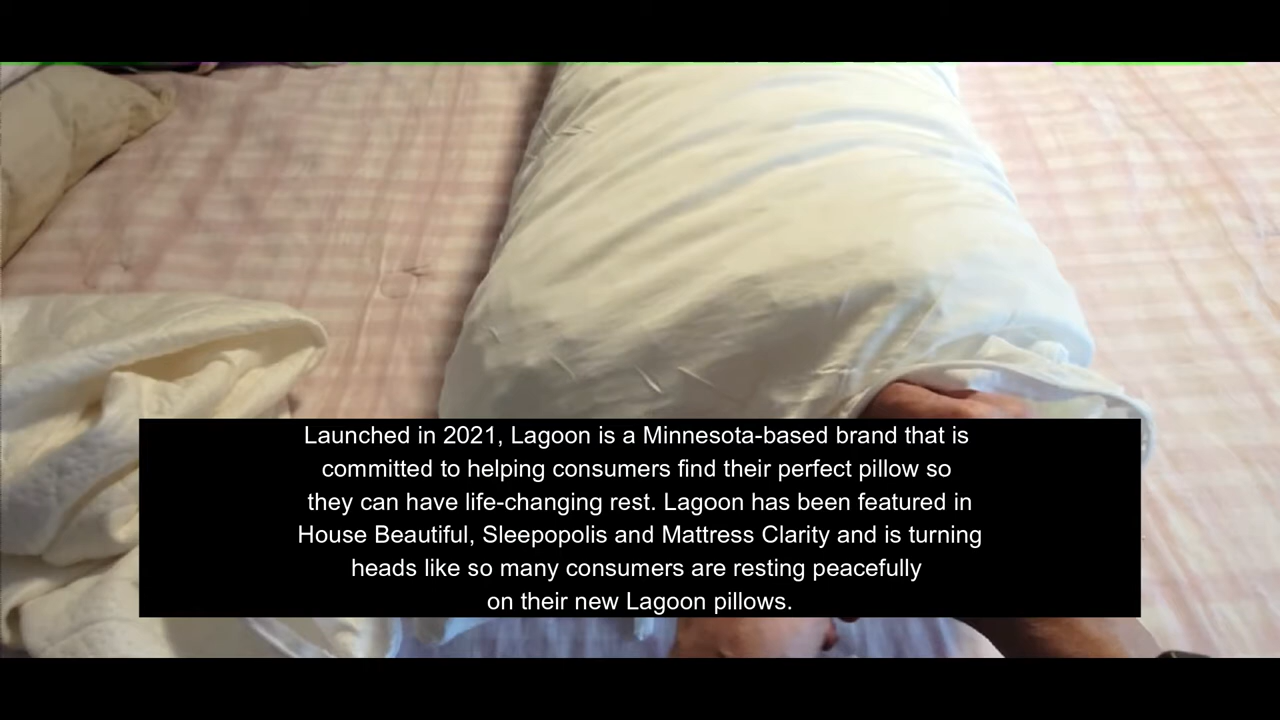 Launched in 2021, Lagoon is a Minnesota-based brand that is
committed to helping consumers find their perfect pillow so
they can have life-changing rest. Lagoon has been featured in
House Beautiful, Sleepopolis and Mattress Clarity and is turning
heads like so many consumers are resting peacefully
on their new Lagoon pillows.